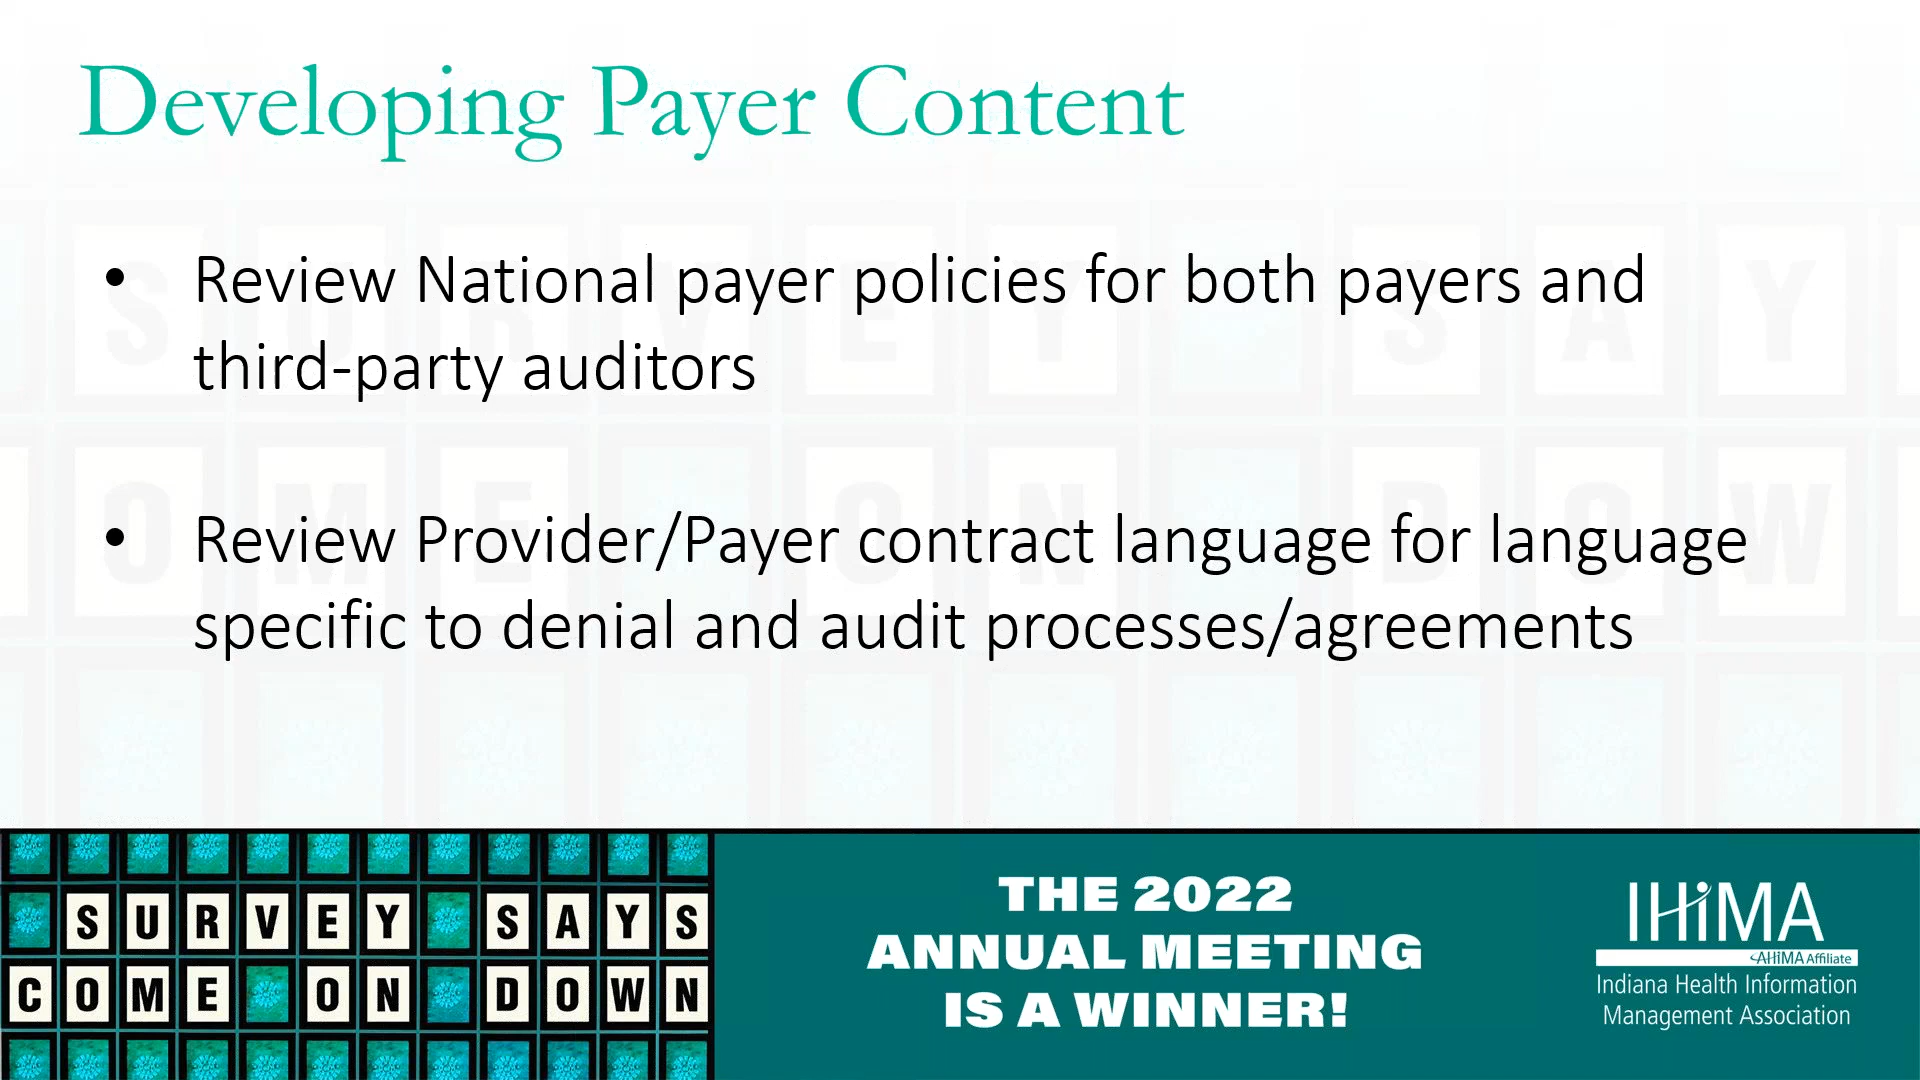 Developing Payer Content
• Review National payer policies for both payers and
third-party auditors
• Review Provider/Payer contract language for language
specific to denial and audit processes/agreements
SURVEY SAYS
COME ON DOWN
THE 2022
ANNUAL MEETING
IS A WINNER!
IHIMA
AHIMA Affiliate
Indiana Health Information
Management Association